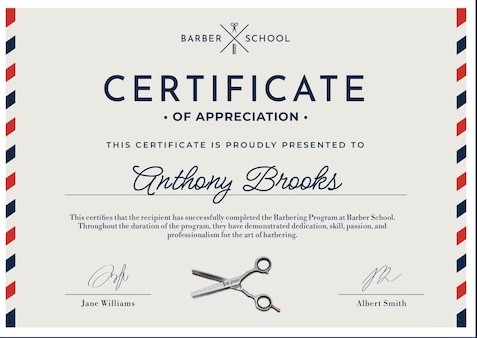 BARBER SCHOOL
CERTIFICATE
• OF APPRECIATION •
THIS CERTIFICATE IS PROUDLY PRESENTED TO
Anthony Brooks
This certifies that the recipient has successfully completed the Barbering Program at Barber School.
Throughout the duration of the program, they have demonstrated dedication, skill, passion, and
professionalism for the art of barbering.
Jane Williams
Albert Smith